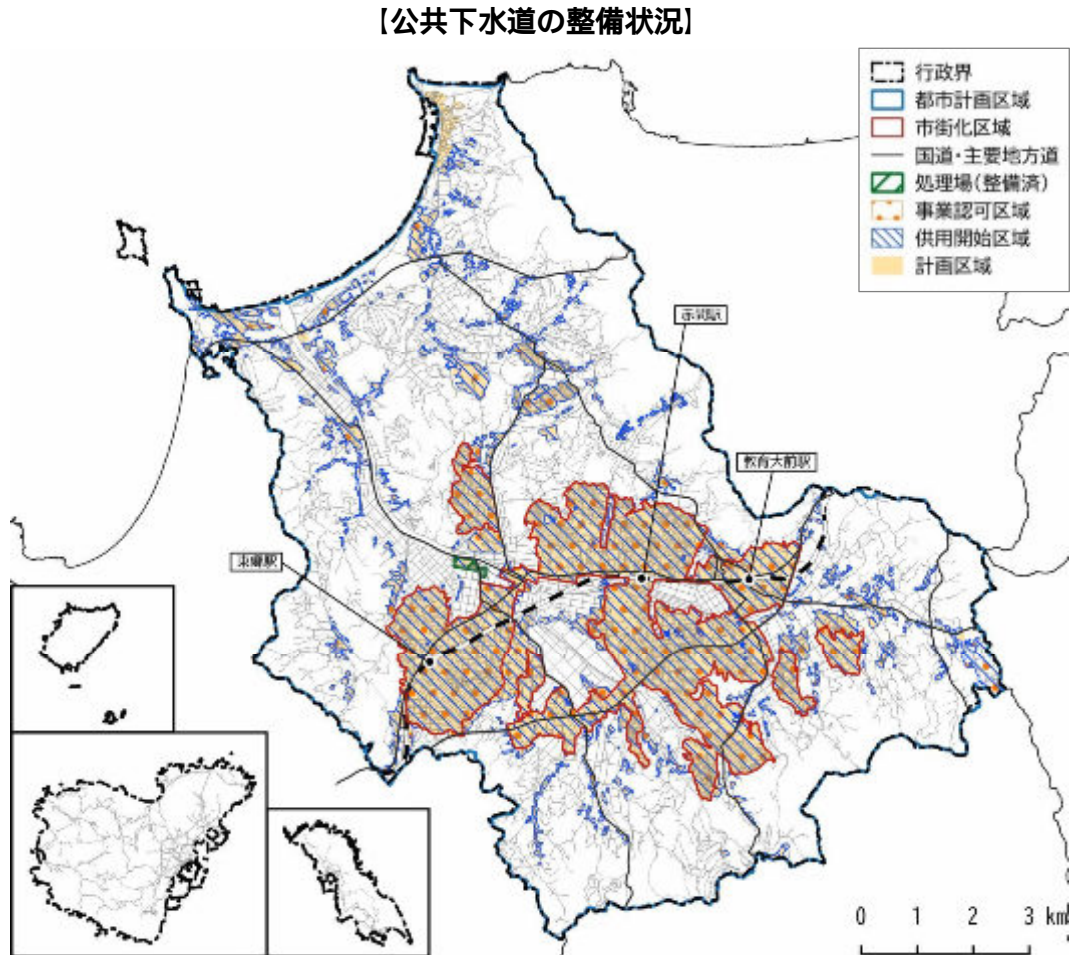 【公共下水道の整備状況】
行政界
都市計画区域
市街化区域
国道・主要地方道
処理場(整備済)
事業認可区域
供用開始区域
計画区域
赤間駅
教育大前駅
東郷駅
0 1 2 3 km